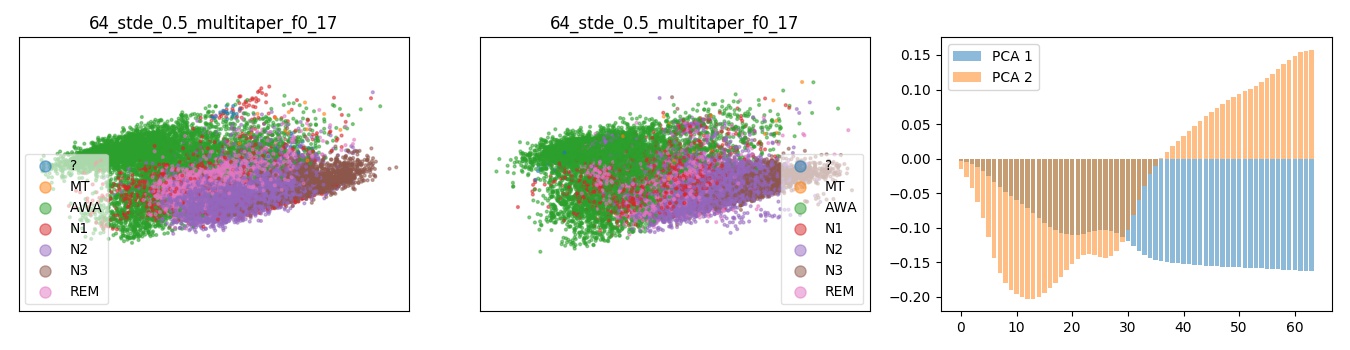 64_stde_0.5_multitaper_f0_17
?
MT
AWA
N1
N2
N3
REM
64_stde_0.5_multitaper_f0_17
?
MT
AWA
N1
N2
N3
REM
PCA 1
PCA 2
0.15
0.10
0.05
0.00
−0.05
−0.10
−0.15
−0.20
0 10 20 30 40 50 60